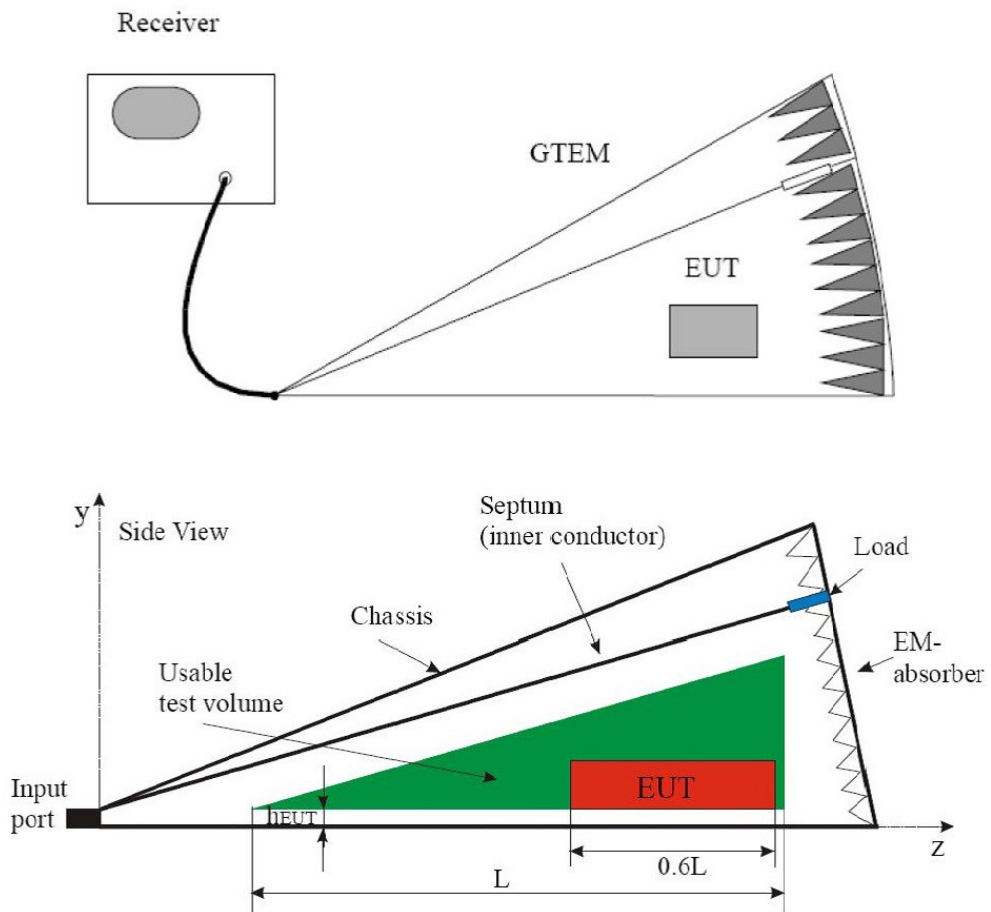 Receiver
GTEM
EUT
y
Side View
Septum
(inner conductor)
Load
Chassis
EM-
absorber
Usable
test volume
Input
port
EUT
hEUT
z
0.6L
L